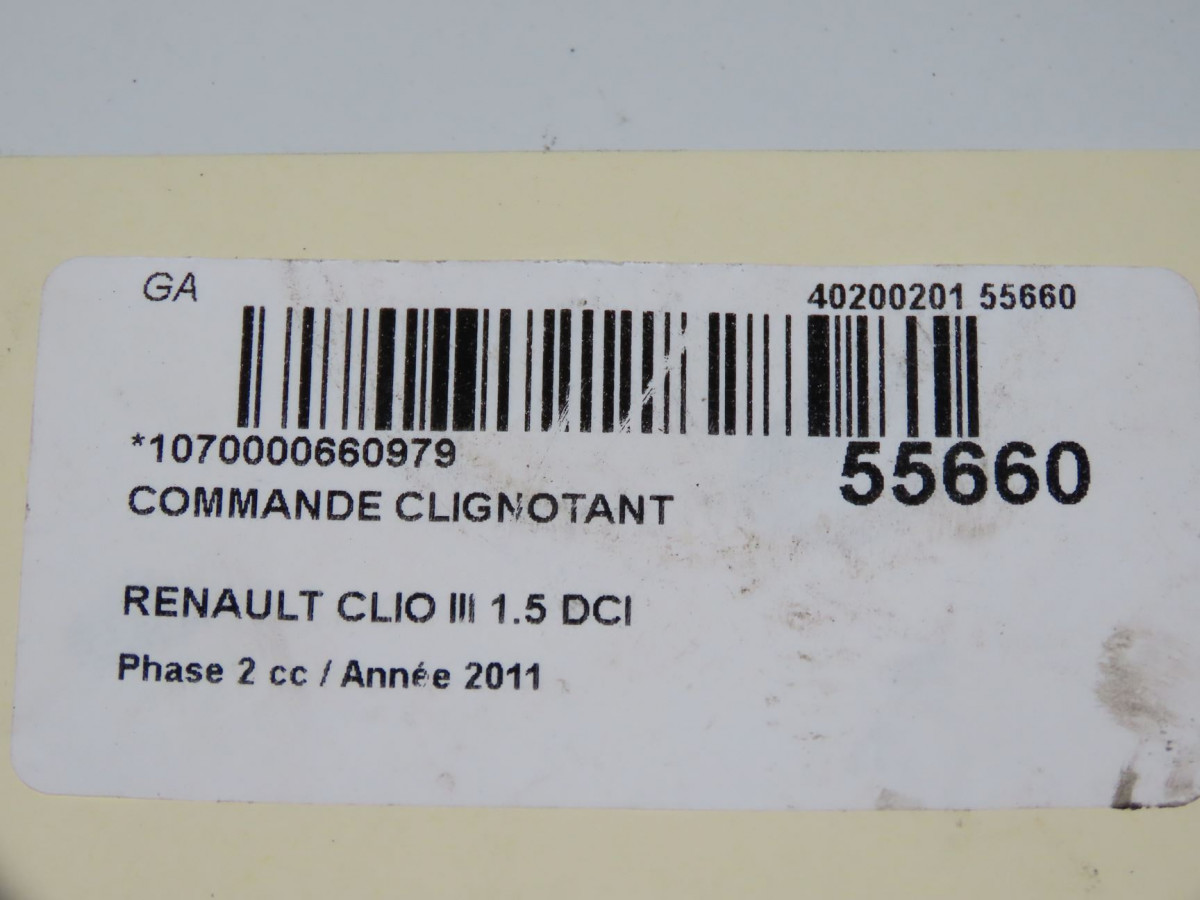 GA
40200201 55660
*1070000660979
55660
COMMANDE CLIGNOTANT
RENAULT CLIO III 1.5 DCI
Phase 2 cc / Année 2011